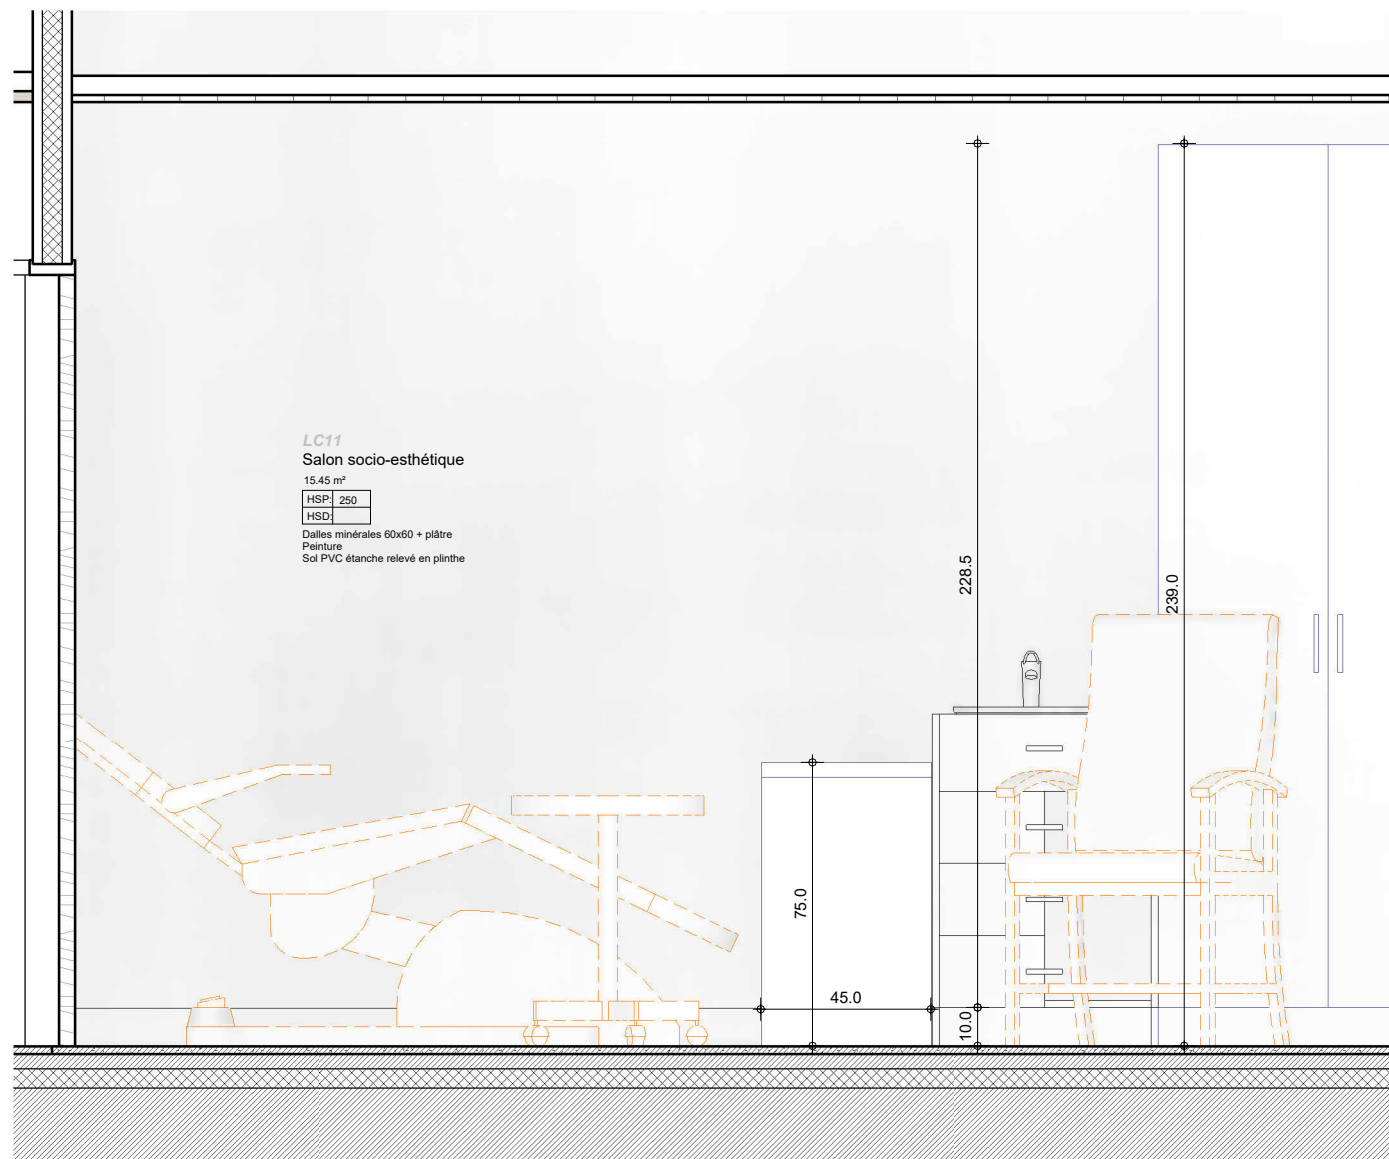 LC11
Salon socio-esthétique
15.45 m²
HSP: 250
HSD:
Dalles minérales 60x60 + plâtre
Peinture
Sol PVC étanche relevé en plinthe
228.5
239.0
75.0
45.0
10.0